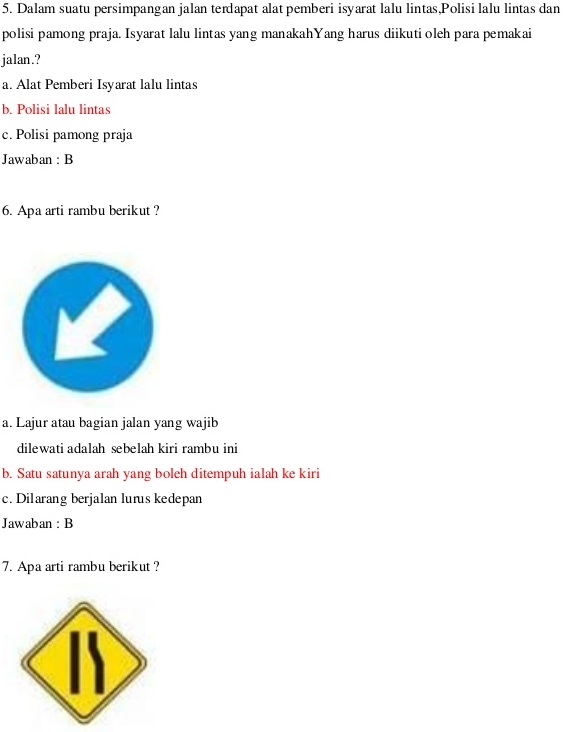 5. Dalam suatu persimpangan jalan terdapat alat pemberi isyarat lalu lintas,Polisi lalu lintas dan
polisi pamong praja. Isyarat lalu lintas yang manakahYang harus diikuti oleh para pemakai
jalan.?
a. Alat Pemberi Isyarat lalu lintas
b. Polisi lalu lintas
c. Polisi pamong praja
Jawaban : B
6. Apa arti rambu berikut ?
a. Lajur atau bagian jalan yang wajib
dilewati adalah sebelah kiri rambu ini
b. Satu satunya arah yang boleh ditempuh ialah ke kiri
c. Dilarang berjalan lurus kedepan
Jawaban : B
7. Apa arti rambu berikut ?